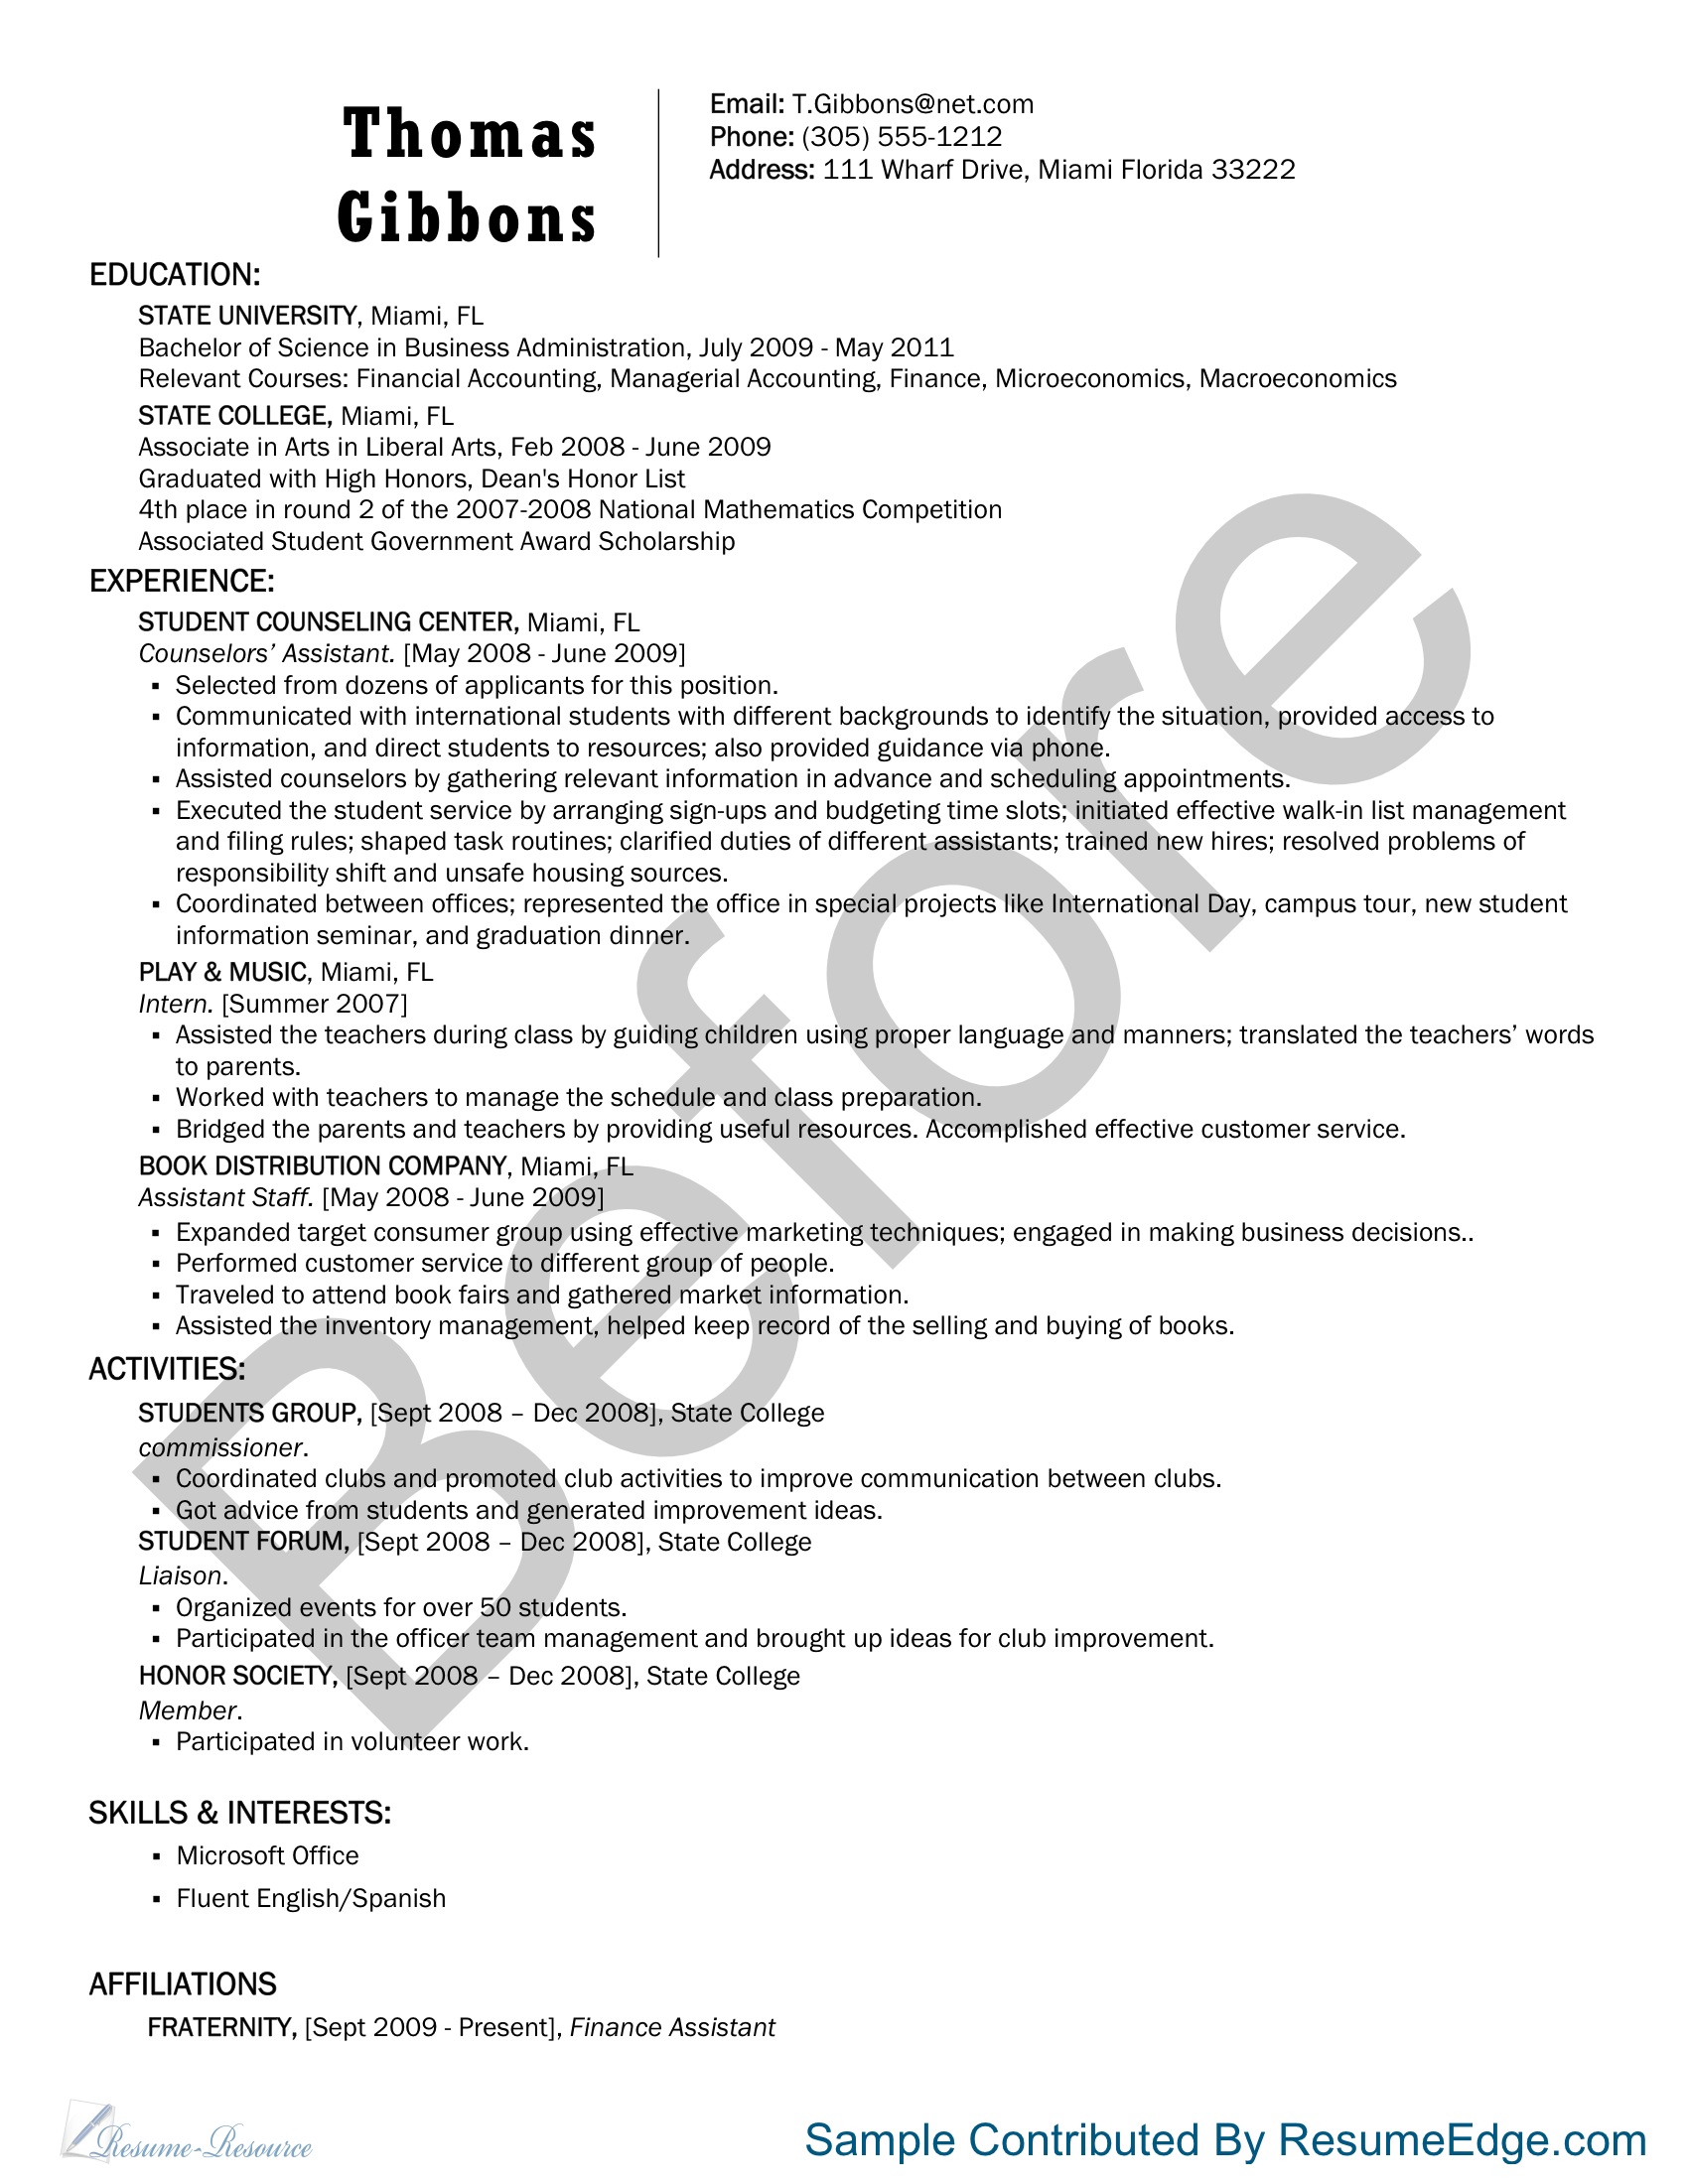 Thomas
Gibbons
Email: T.Gibbons@net.com
Phone: (305) 555-1212
Address: 111 Wharf Drive, Miami Florida 33222
EDUCATION:
STATE UNIVERSITY, Miami, FL
Bachelor of Science in Business Administration, July 2009 - May 2011
Relevant Courses: Financial Accounting, Managerial Accounting, Finance, Microeconomics, Macroeconomics
STATE COLLEGE, Miami, FL
Associate in Arts in Liberal Arts, Feb 2008 - June 2009
Graduated with High Honors, Dean's Honor List
4th place in round 2 of the 2007-2008 National Mathematics Competition
Associated Student Government Award Scholarship
EXPERIENCE:
STUDENT COUNSELING CENTER, Miami, FL
Counselors’ Assistant. [May 2008 - June 2009]
▪ Selected from dozens of applicants for this position.
▪ Communicated with international students with different backgrounds to identify the situation, provided access to
information, and direct students to resources; also provided guidance via phone.
▪ Assisted counselors by gathering relevant information in advance and scheduling appointments.
▪ Executed the student service by arranging sign-ups and budgeting time slots; initiated effective walk-in list management
and filing rules; shaped task routines; clarified duties of different assistants; trained new hires; resolved problems of
responsibility shift and unsafe housing sources.
▪ Coordinated between offices; represented the office in special projects like International Day, campus tour, new student
information seminar, and graduation dinner.
PLAY & MUSIC, Miami, FL
Intern. [Summer 2007]
▪ Assisted the teachers during class by guiding children using proper language and manners; translated the teachers’ words
to parents.
▪ Worked with teachers to manage the schedule and class preparation.
▪ Bridged the parents and teachers by providing useful resources. Accomplished effective customer service.
BOOK DISTRIBUTION COMPANY, Miami, FL
Assistant Staff. [May 2008 - June 2009]
▪ Expanded target consumer group using effective marketing techniques; engaged in making business decisions..
▪ Performed customer service to different group of people.
▪ Traveled to attend book fairs and gathered market information.
▪ Assisted the inventory management, helped keep record of the selling and buying of books.
ACTIVITIES:
STUDENTS GROUP, [Sept 2008 – Dec 2008], State College
commissioner.
▪ Coordinated clubs and promoted club activities to improve communication between clubs.
▪ Got advice from students and generated improvement ideas.
STUDENT FORUM, [Sept 2008 – Dec 2008], State College
Liaison.
▪ Organized events for over 50 students.
▪ Participated in the officer team management and brought up ideas for club improvement.
HONOR SOCIETY, [Sept 2008 – Dec 2008], State College
Member.
▪ Participated in volunteer work.
SKILLS & INTERESTS:
▪ Microsoft Office
▪ Fluent English/Spanish
AFFILIATIONS
FRATERNITY, [Sept 2009 - Present], Finance Assistant
Before
Resume-Resource
Sample Contributed By ResumeEdge.com